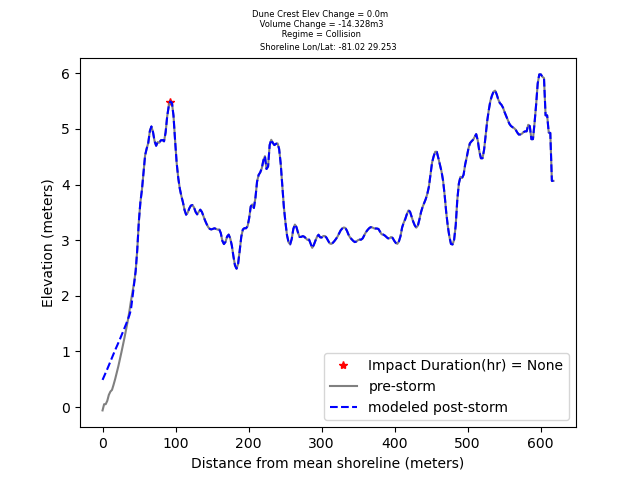 Dune Crest Elev Change = 0.0m
Volume Change = -14.328m3
Regime = Collision
Shoreline Lon/Lat: -81.02 29.253
6
5
4
3
2
1
0
Elevation (meters)
Impact Duration(hr) = None
pre-storm
modeled post-storm
0 100 200 300 400 500 600
Distance from mean shoreline (meters)